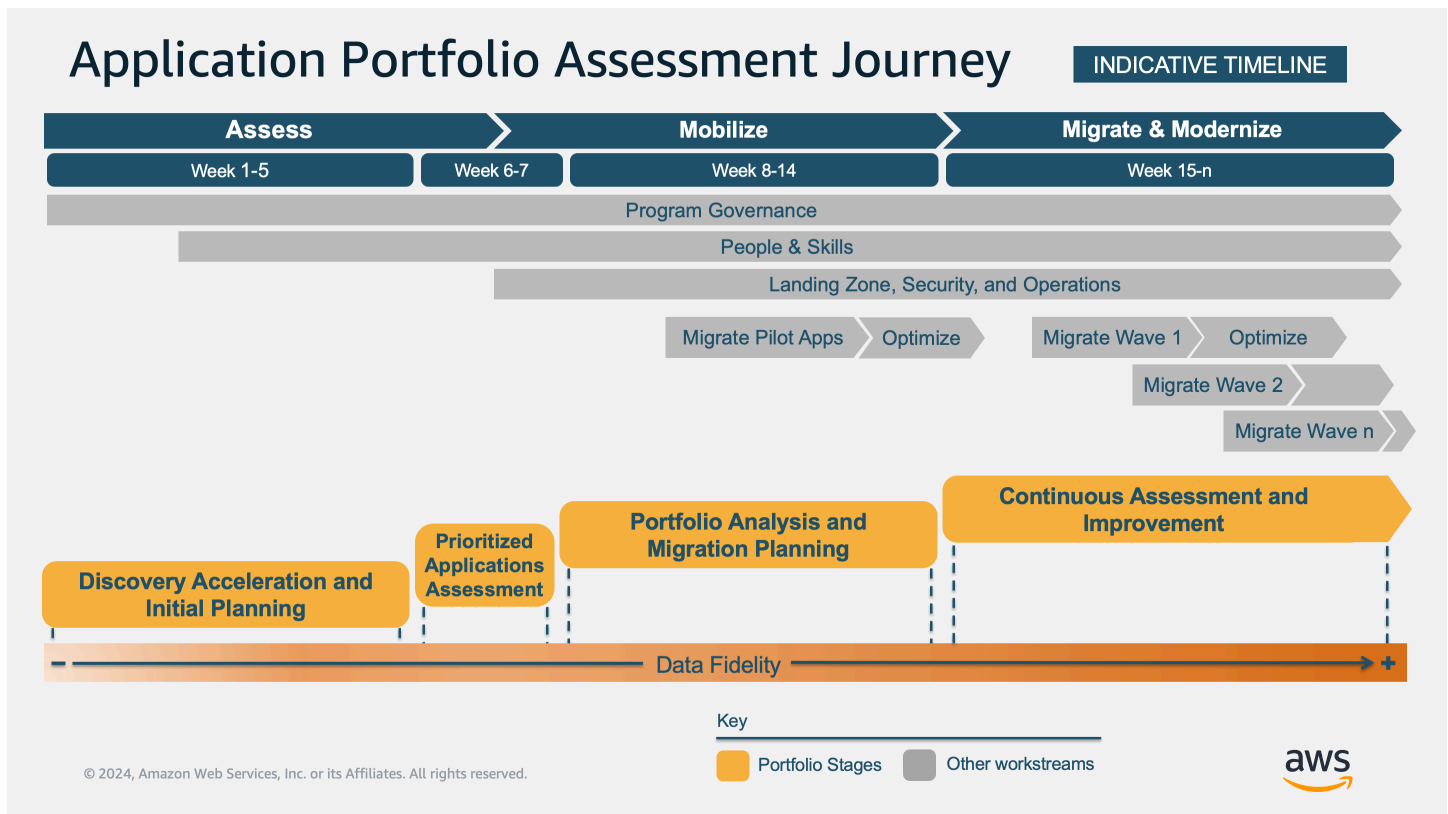 Application Portfolio Assessment Journey
INDICATIVE TIMELINE
Assess
Mobilize
Migrate & Modernize
Week 1-5
Week 6-7
Week 8-14
Week 15-n
Program Governance
People & Skills
Landing Zone, Security, and Operations
Migrate Pilot Apps
Optimize
Migrate Wave 1
Optimize
Migrate Wave 2
Migrate Wave n
Continuous Assessment and
Improvement
Portfolio Analysis and
Migration Planning
Prioritized
Applications
Assessment
Discovery Acceleration and
Initial Planning
Data Fidelity
Key
Portfolio Stages
Other workstreams
© 2024, Amazon Web Services, Inc. or its Affiliates. All rights reserved.
aws